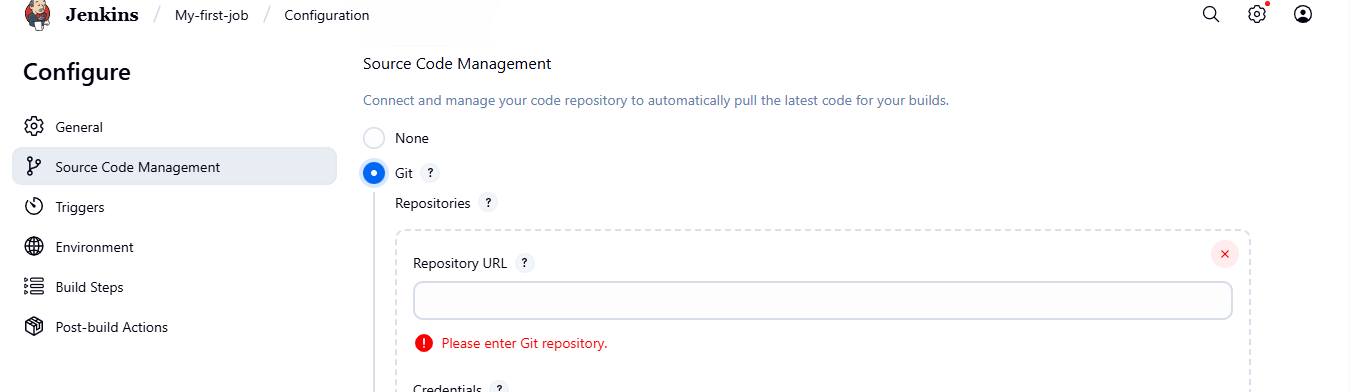 Jenkins / My-first-job / Configuration
Configure
General
Source Code Management
Triggers
Environment
Build Steps
Post-build Actions
Source Code Management
Connect and manage your code repository to automatically pull the latest code for your builds.
None
Git ?
Repositories ?
Repository URL ?
Please enter Git repository.
Credentials ?